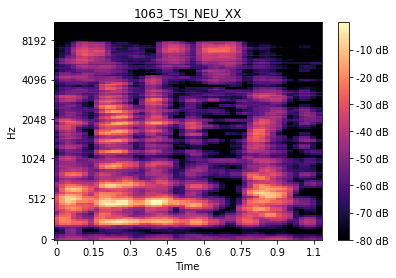 1063_TSI_NEU_XX
8192
4096
2048
1024
512
0
Hz
0
0.15
0.3
0.45
0.6
0.75
0.9
1.1
Time
-10 dB
-20 dB
-30 dB
-40 dB
-50 dB
-60 dB
-70 dB
-80 dB